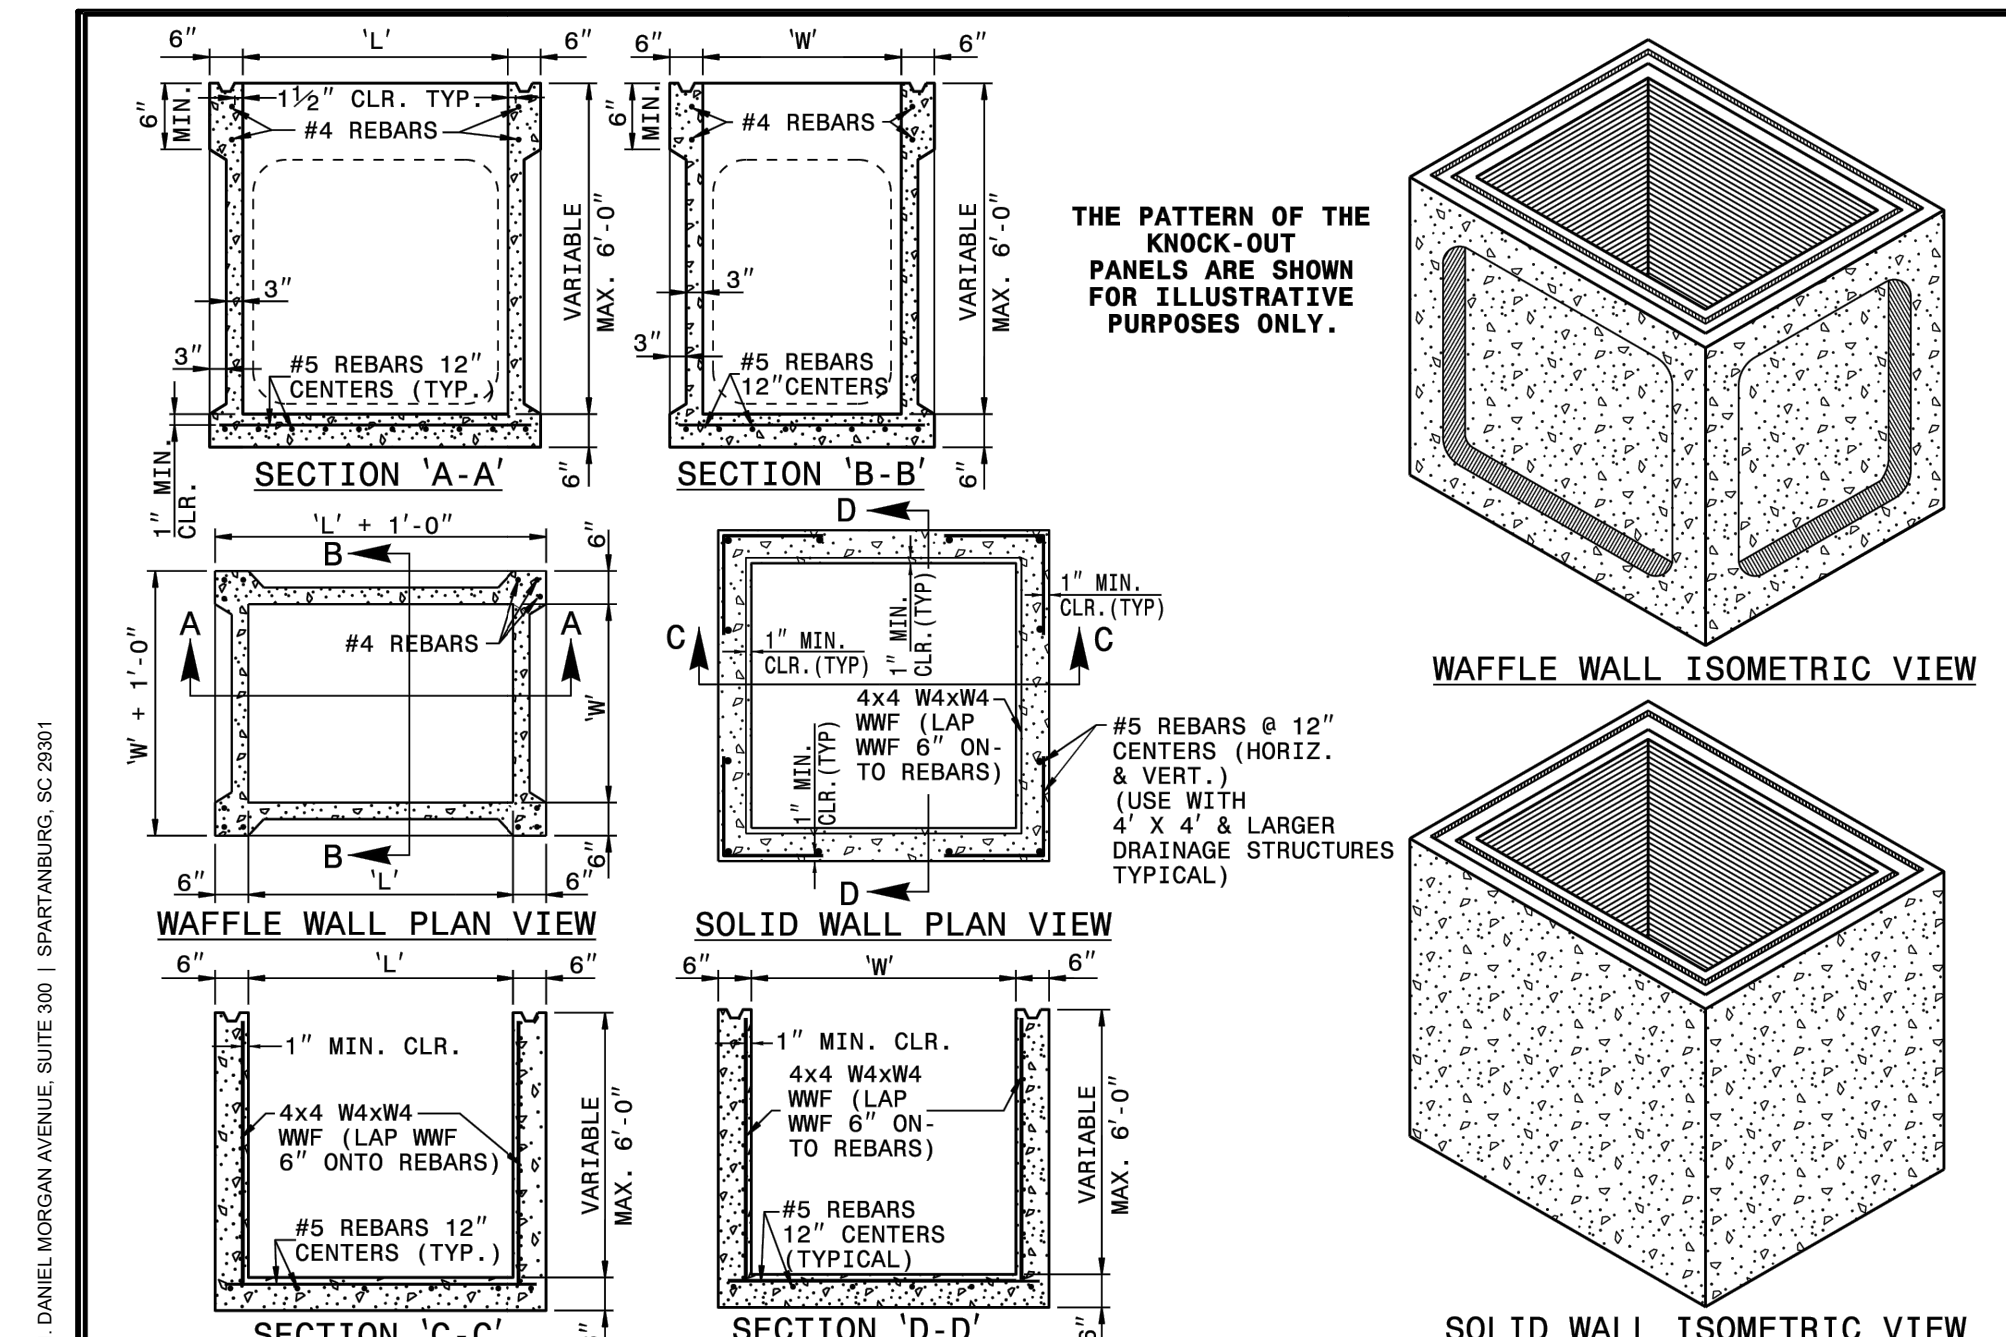 6" 'L' 6"
6" MIN.
1½" CLR. TYP.
#4 REBARS
VARIABLE
MAX. 6'-0"
3"
3"
#5 REBARS 12"
CENTERS (TYP.)
1" MIN.
CLR.
6"
SECTION 'A-A'
6" 'W' 6"
6" MIN.
#4 REBARS
VARIABLE
MAX. 6'-0"
3"
3"
#5 REBARS
12"CENTERS
6"
SECTION 'B-B'
THE PATTERN OF THE
KNOCK-OUT
PANELS ARE SHOWN
FOR ILLUSTRATIVE
PURPOSES ONLY.
WAFFLE WALL ISOMETRIC VIEW
'L' + 1'-0"
6"
B
A A
#4 REBARS
'W' + 1'-0"
'W'
B
6"
6" 'L' 6"
WAFFLE WALL PLAN VIEW
D
1" MIN.
CLR.(TYP)
1" MIN.
CLR.(TYP)
C C
1" MIN.
CLR.(TYP)
4x4 W4xW4
WWF (LAP
WWF 6" ON-
TO REBARS)
1" MIN.
CLR.(TYP)
#5 REBARS @ 12"
CENTERS (HORIZ.
& VERT.)
(USE WITH
4' X 4' & LARGER
DRAINAGE STRUCTURES
TYPICAL)
D
SOLID WALL PLAN VIEW
6" 'L' 6"
1" MIN. CLR.
4x4 W4xW4
WWF (LAP WWF
6" ONTO REBARS)
VARIABLE
MAX. 6'-0"
#5 REBARS 12"
CENTERS (TYP.)
SECTION 'C-C'
6" 'W' 6"
1" MIN. CLR.
4x4 W4xW4
WWF (LAP
WWF 6" ON-
TO REBARS)
VARIABLE
MAX. 6'-0"
#5 REBARS
12" CENTERS
(TYPICAL)
SECTION 'D-D'
SOLID WALL ISOMETRIC VIEW
. DANIEL MORGAN AVENUE, SUITE 300 | SPARTANBURG, SC 29301